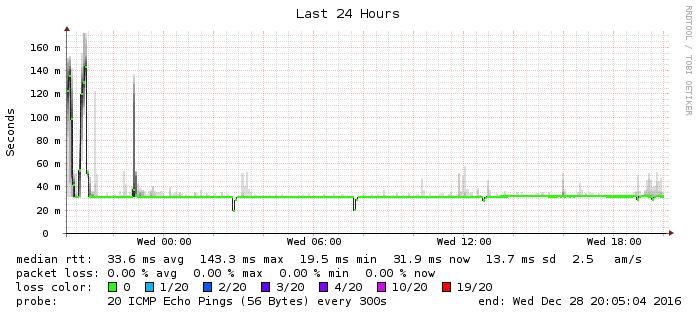 Last 24 Hours
RRDTOOL / TOBI OETIKER
Seconds
160 m
140 m
120 m
100 m
80 m
60 m
40 m
20 m
0
Wed 00:00 Wed 06:00 Wed 12:00 Wed 18:00
median rtt: 33.6 ms avg 143.3 ms max 19.5 ms min 31.9 ms now 13.7 ms sd 2.5 am/s
packet loss: 0.00 % avg 0.00 % max 0.00 % min 0.00 % now
loss color: 0 1/20 2/20 3/20 4/20 10/20 19/20
probe: 20 ICMP Echo Pings (56 Bytes) every 300s end: Wed Dec 28 20:05:04 2016